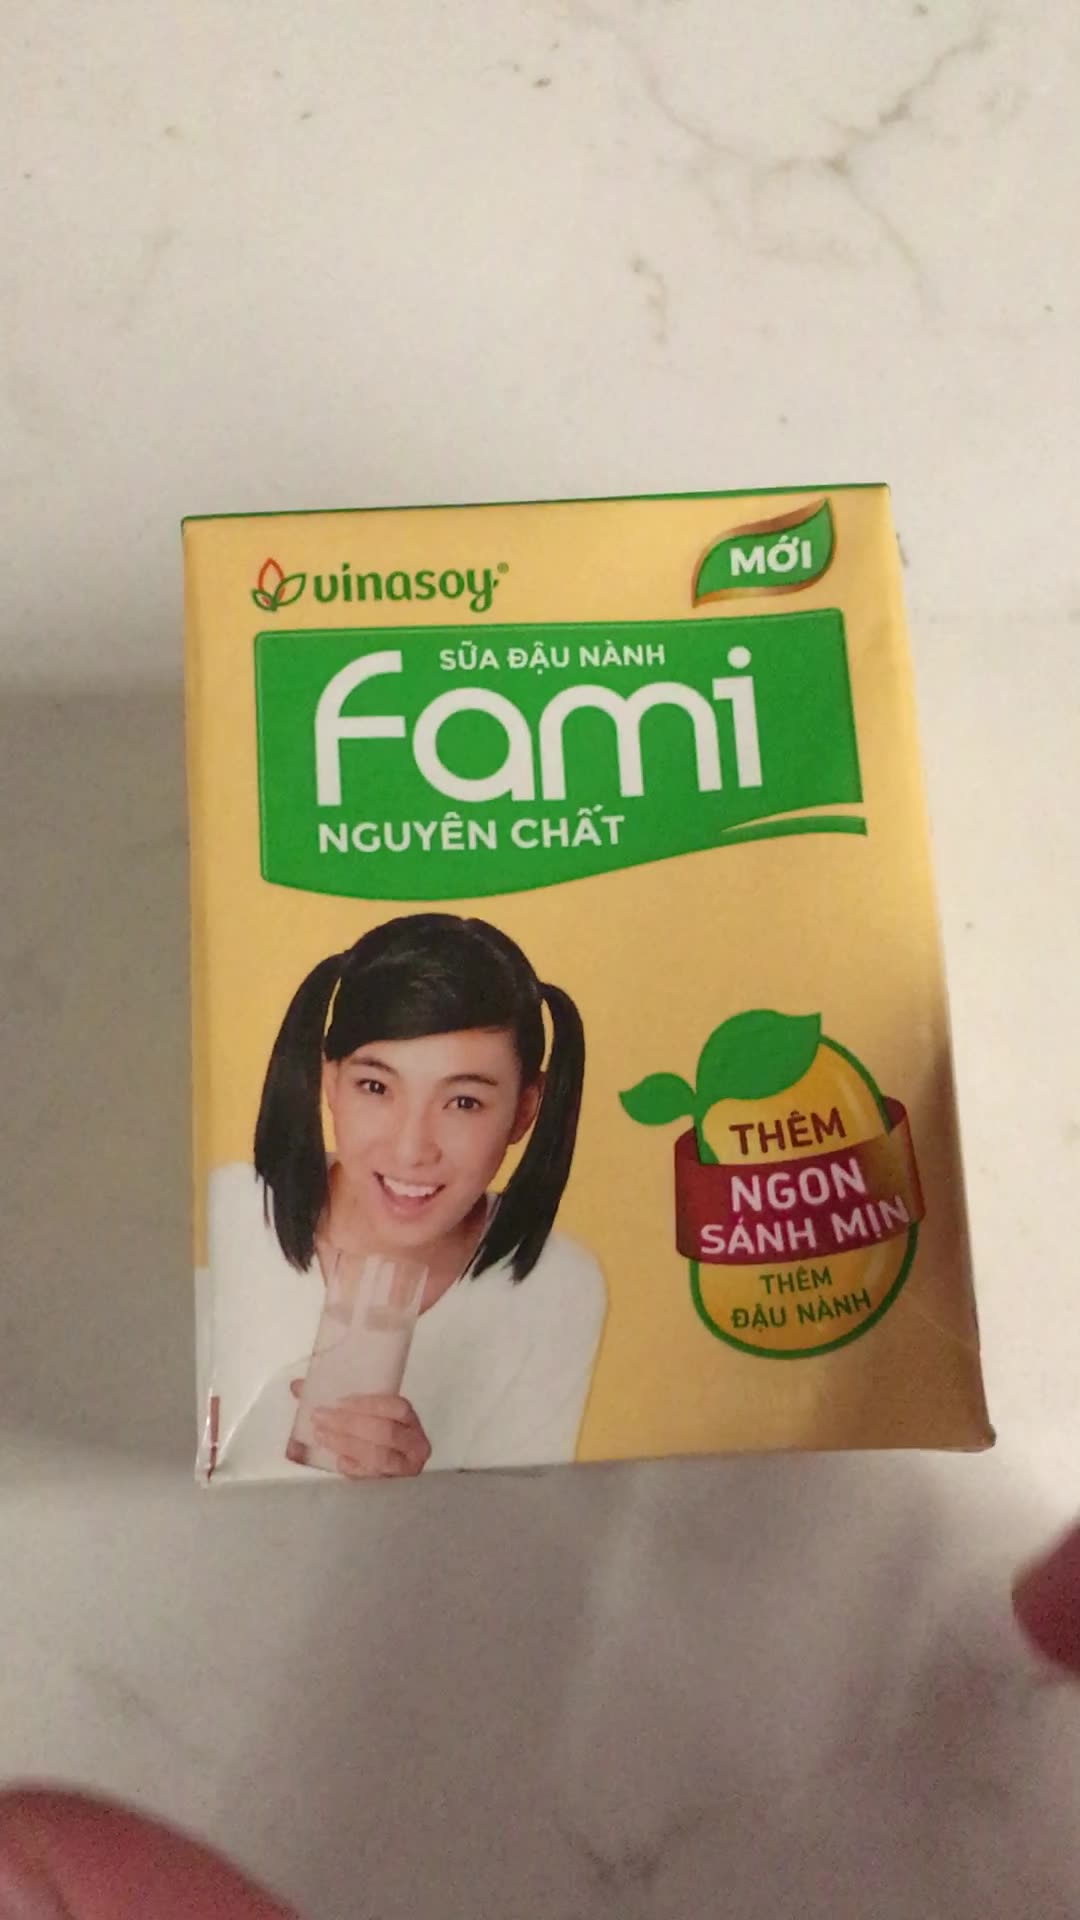 vinasoy®
MỚI
SỮA ĐẬU NÀNH
Fami
NGUYÊN CHẤT
THÊM
NGON
SÁNH MỊN
THÊM
ĐẬU NÀNH